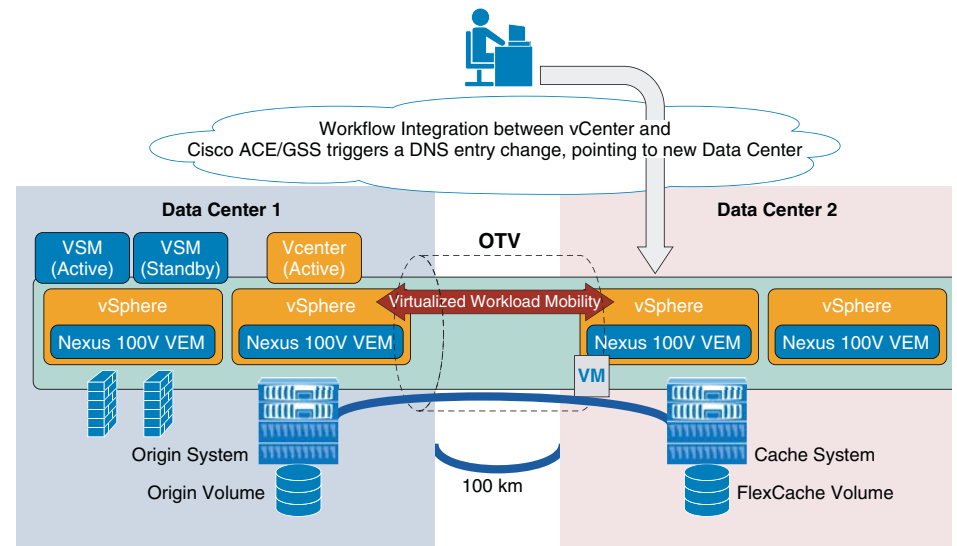 Workflow Integration between vCenter and
Cisco ACE/GSS triggers a DNS entry change, pointing to new Data Center
Data Center 1
Data Center 2
VSM
(Active)
VSM
(Standby)
Vcenter
(Active)
OTV
vSphere
vSphere
Virtualized Workload Mobility
vSphere
vSphere
Nexus 100V VEM
Nexus 100V VEM
Nexus 100V VEM
Nexus 100V VEM
VM
Origin System
Cache System
Origin Volume
100 km
FlexCache Volume